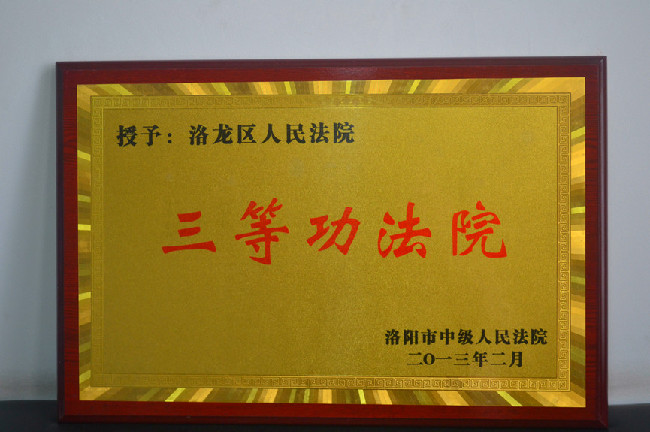 授予：洛龙区人民法院
三等功法院
洛阳市中级人民法院
二〇一三年二月